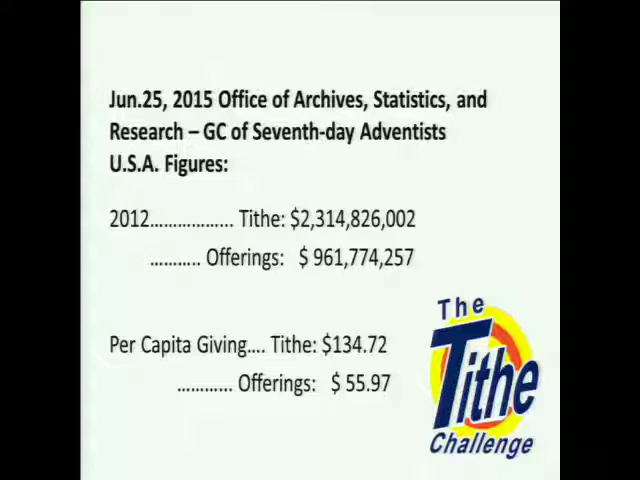 Jun.25, 2015 Office of Archives, Statistics, and
Research – GC of Seventh-day Adventists
U.S.A. Figures:
2012................. Tithe: $2,314,826,002
........... Offerings: $ 961,774,257
Per Capita Giving.... Tithe: $134.72
............ Offerings: $ 55.97
The
Tithe
Challenge